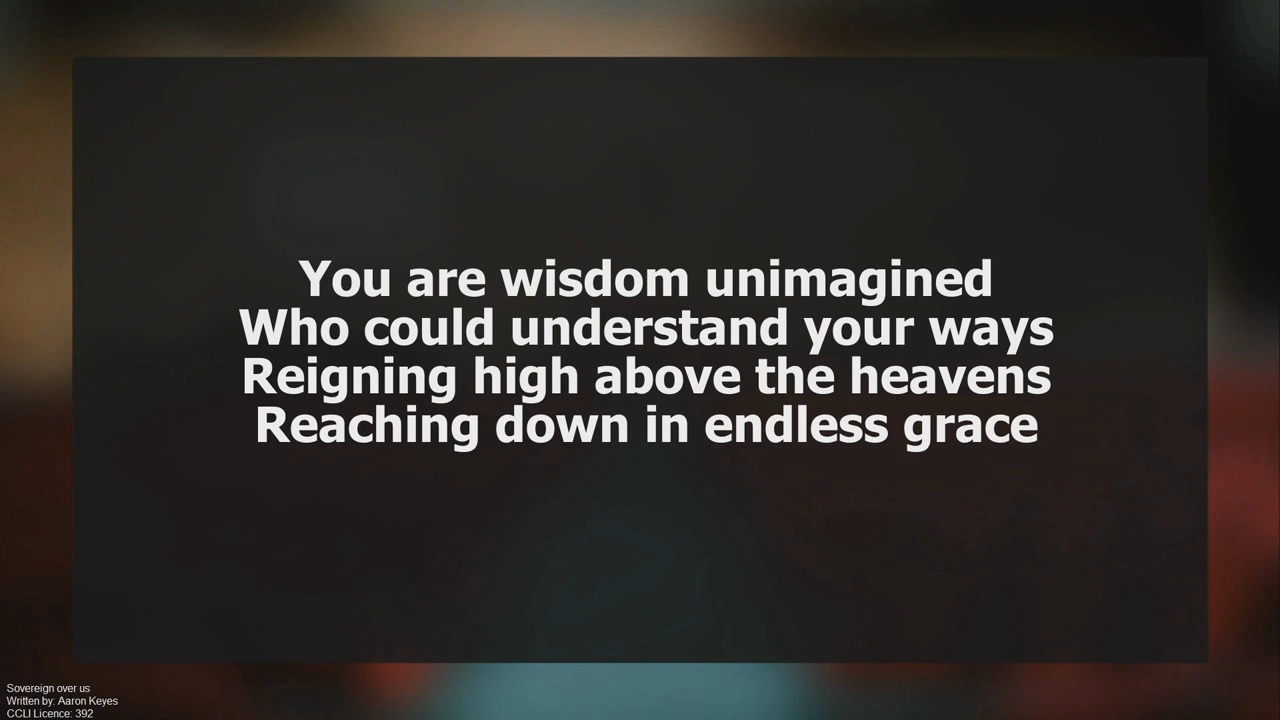 You are wisdom unimagined
Who could understand your ways
Reigning high above the heavens
Reaching down in endless grace
Sovereign over us
Written by: Aaron Keyes
CCLI Licence: 392